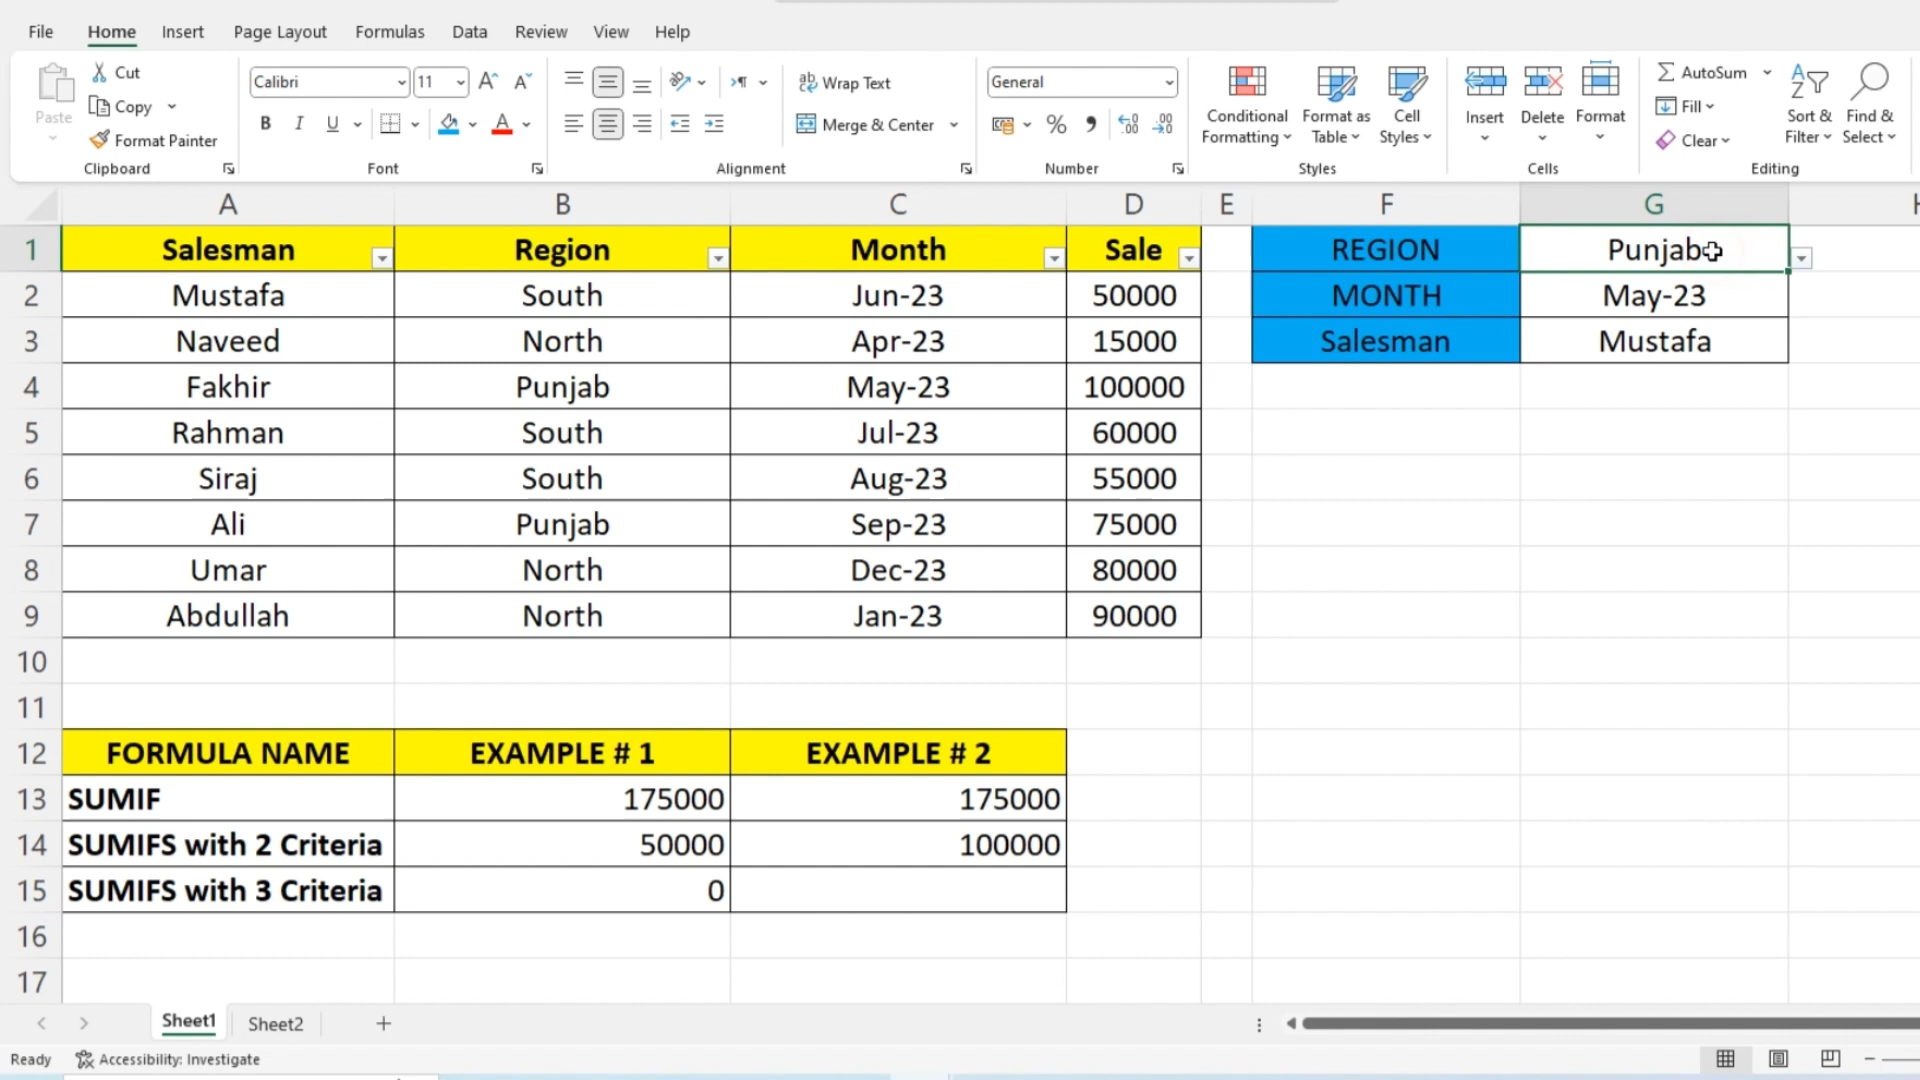 File Home Insert Page Layout Formulas Data Review View Help
Paste Cut Copy Format Painter Clipboard
Calibri 11 A A B I U A Font
ab Wrap Text Merge & Center Alignment
General % 9 .00 Number
Conditional Formatting Format as Table Cell Styles Styles
Insert Delete Format Cells
AutoSum Fill Clear Sort & Filter Find & Select Editing
A B C D E F G
1 Salesman Region Month Sale REGION Punjab
2 Mustafa South Jun-23 50000 MONTH May-23
3 Naveed North Apr-23 15000 Salesman Mustafa
4 Fakhir Punjab May-23 100000
5 Rahman South Jul-23 60000
6 Siraj South Aug-23 55000
7 Ali Punjab Sep-23 75000
8 Umar North Dec-23 80000
9 Abdullah North Jan-23 90000
10
11
12 FORMULA NAME EXAMPLE # 1 EXAMPLE # 2
13 SUMIF 175000 175000
14 SUMIFS with 2 Criteria 50000 100000
15 SUMIFS with 3 Criteria 0
16
17
Sheet1 Sheet2
Ready Accessibility: Investigate